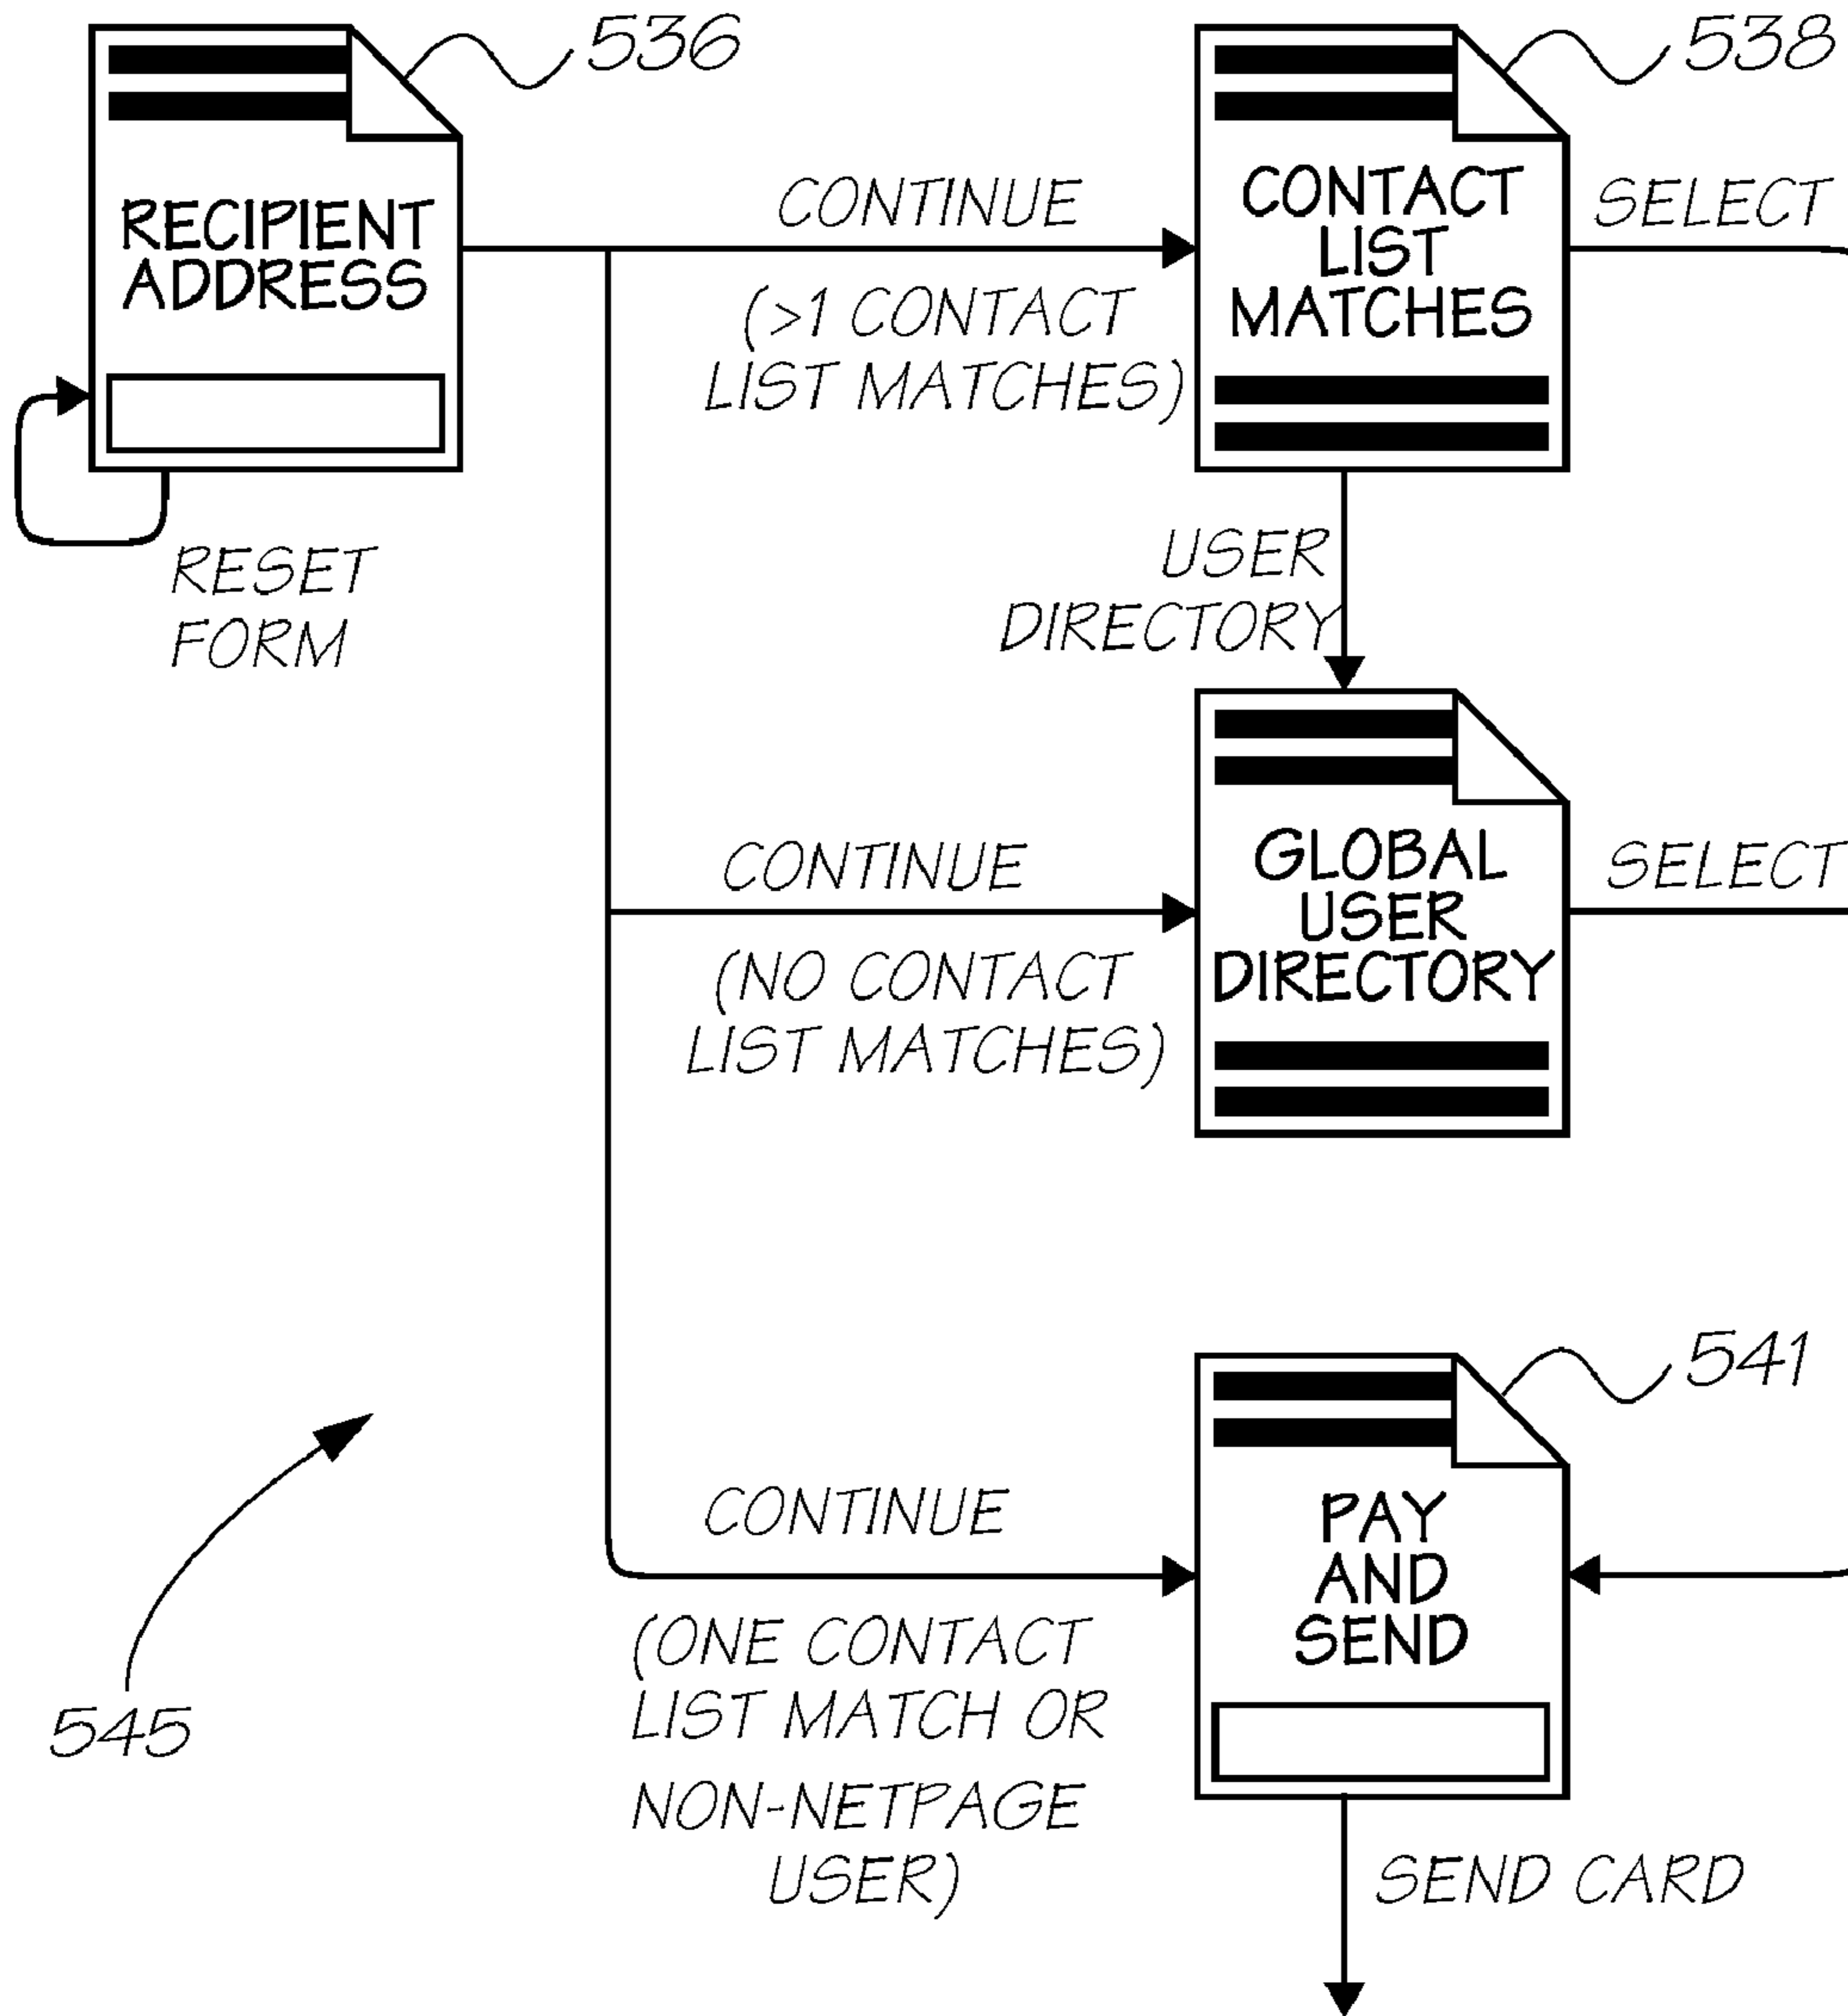 536
538
RECIPIENT
ADDRESS
CONTINUE
(>1 CONTACT
LIST MATCHES)
CONTACT
LIST
MATCHES
SELECT
RESET
FORM
USER
DIRECTORY
CONTINUE
(NO CONTACT
LIST MATCHES)
GLOBAL
USER
DIRECTORY
SELECT
541
CONTINUE
(ONE CONTACT
LIST MATCH OR
NON-NETPAGE
USER)
PAY
AND
SEND
545
SEND CARD